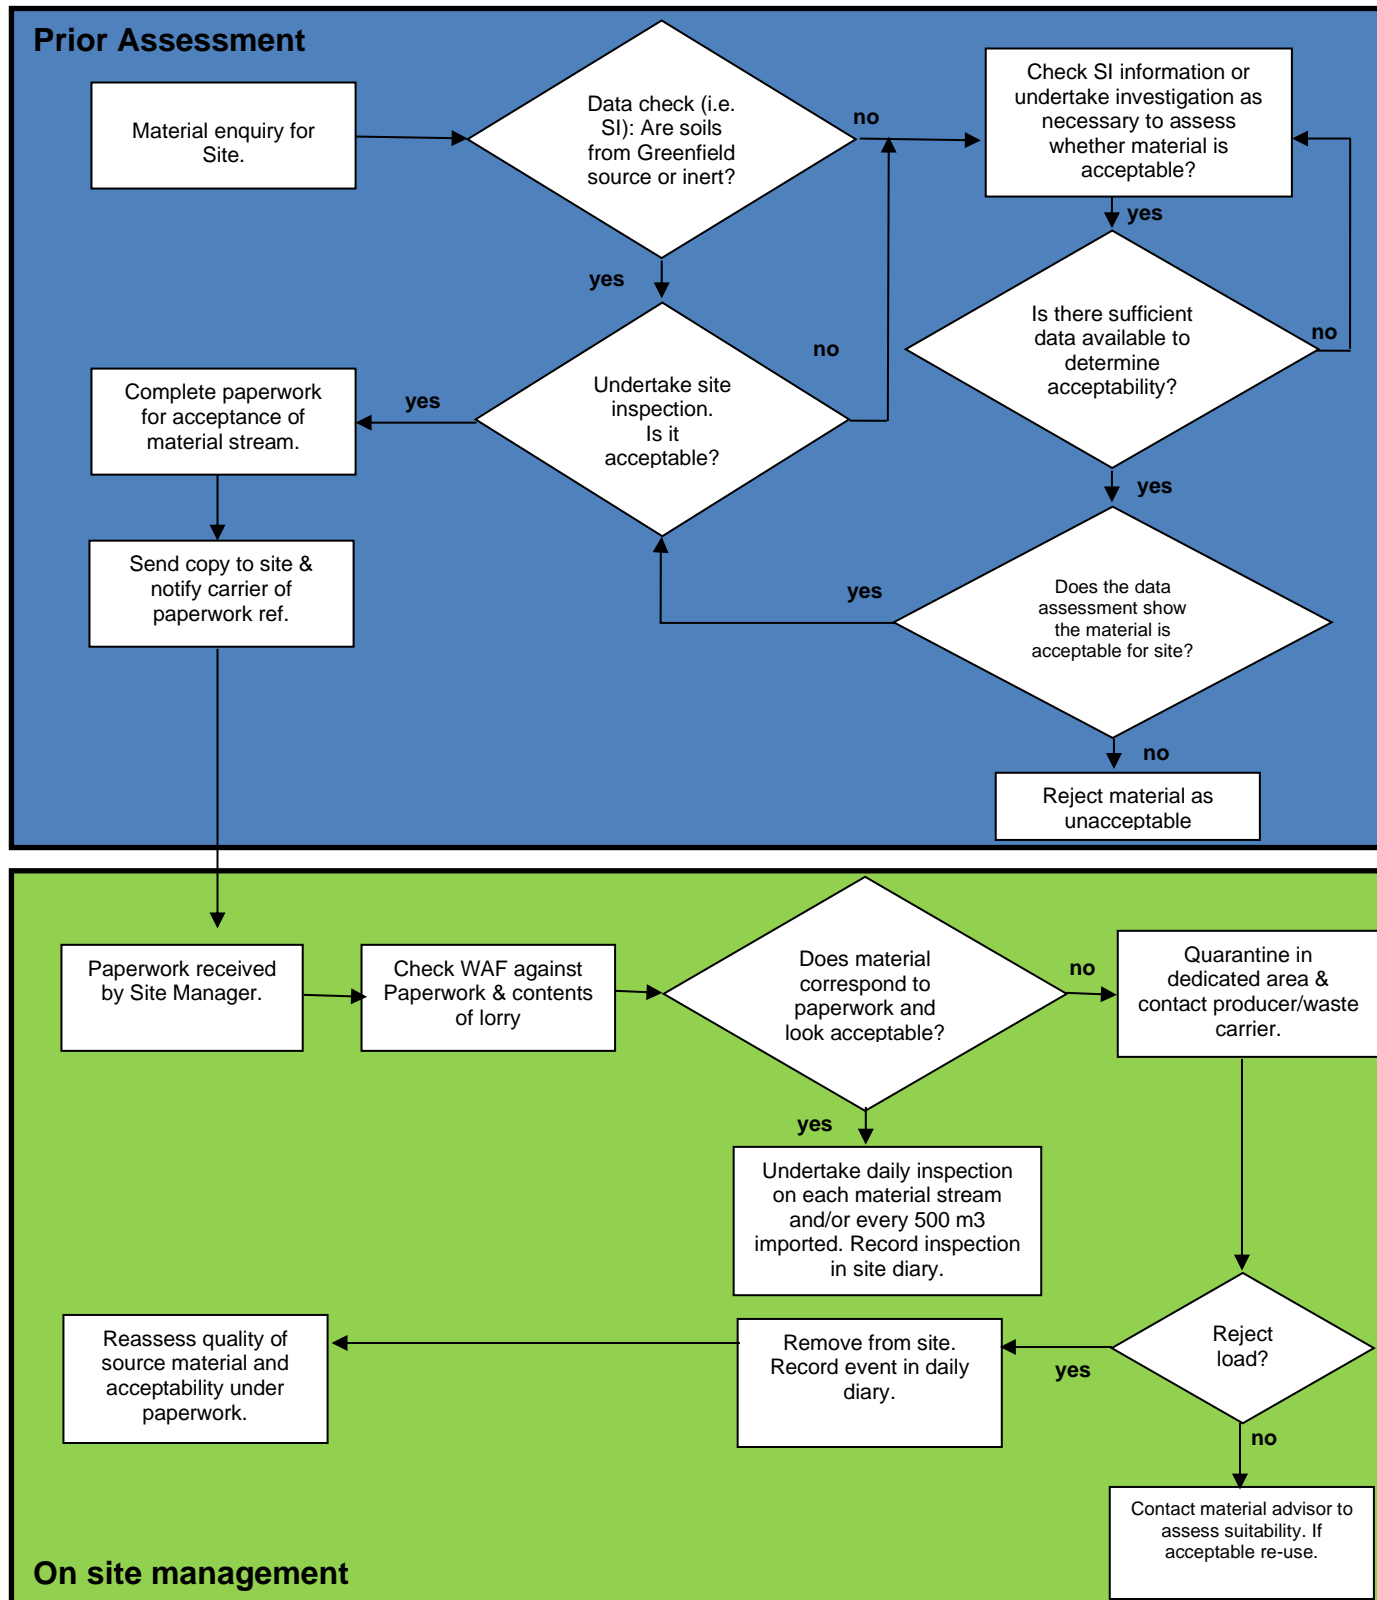 Prior Assessment
Material enquiry for
Site.
Data check (i.e.
SI): Are soils
from Greenfield
source or inert?
no
Check SI information or
undertake investigation as
necessary to assess
whether material is
acceptable?
yes
yes
Is there sufficient
data available to
determine
acceptability?
no
no
Undertake site
inspection.
Is it
acceptable?
yes
Complete paperwork
for acceptance of
material stream.
yes
Send copy to site &
notify carrier of
paperwork ref.
Does the data
assessment show
the material is
acceptable for site?
yes
no
Reject material as
unacceptable
Paperwork received
by Site Manager.
Check WAF against
Paperwork & contents
of lorry
Does material
correspond to
paperwork and
look acceptable?
no
Quarantine in
dedicated area &
contact producer/waste
carrier.
yes
Undertake daily inspection
on each material stream
and/or every 500 m3
imported. Record inspection
in site diary.
Reject
load?
yes
Remove from site.
Record event in daily
diary.
Reassess quality of
source material and
acceptability under
paperwork.
no
Contact material advisor to
assess suitability. If
acceptable re-use.
On site management